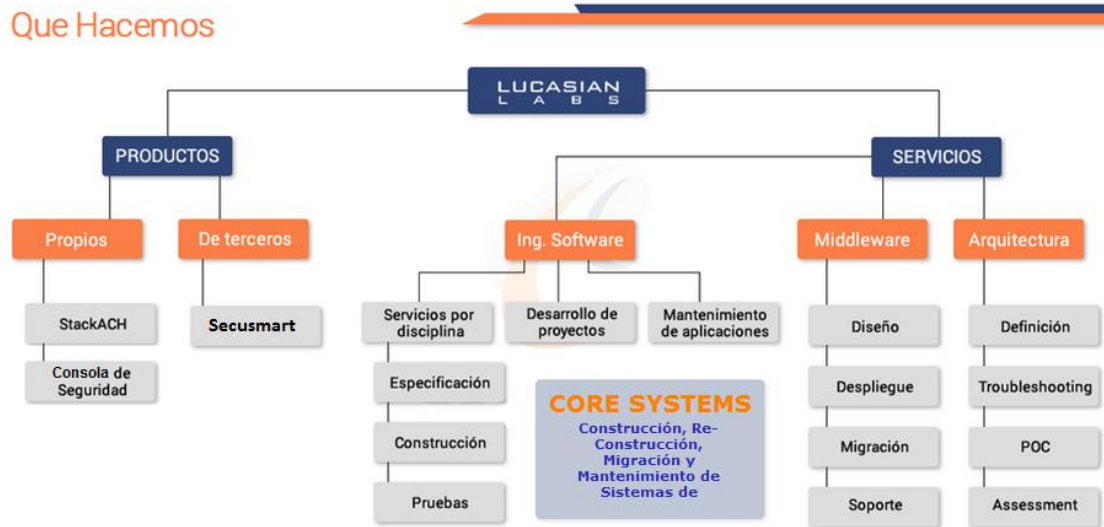 Que Hacemos
LUCASIAN
LABS
PRODUCTOS
SERVICIOS
Propios
De terceros
Ing. Software
Middleware
Arquitectura
StackACH
Secusmart
Servicios por
disciplina
Desarrollo de
proyectos
Mantenimiento
de aplicaciones
Diseño
Definición
Consola de
Seguridad
Especificación
Despliegue
Troubleshooting
CORE SYSTEMS
Construcción, Re-
Construcción,
Migración y
Mantenimiento de
Sistemas de
Construcción
Migración
POC
Pruebas
Soporte
Assessment